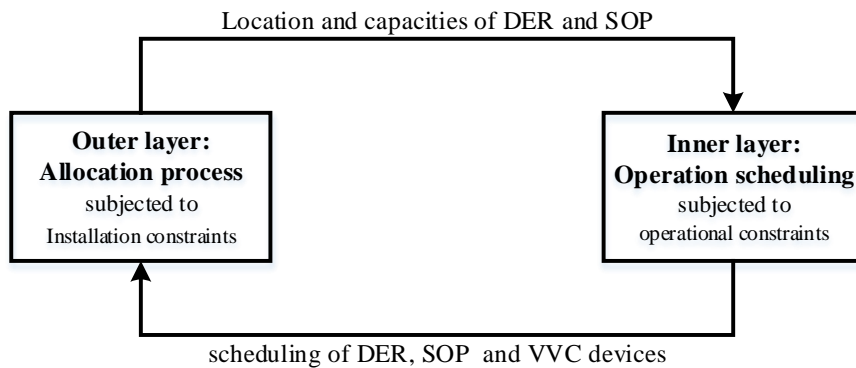 Location and capacities of DER and SOP
Outer layer:
Allocation process
subjected to
Installation constraints
Inner layer:
Operation scheduling
subjected to
operational constraints
scheduling of DER, SOP and VVC devices